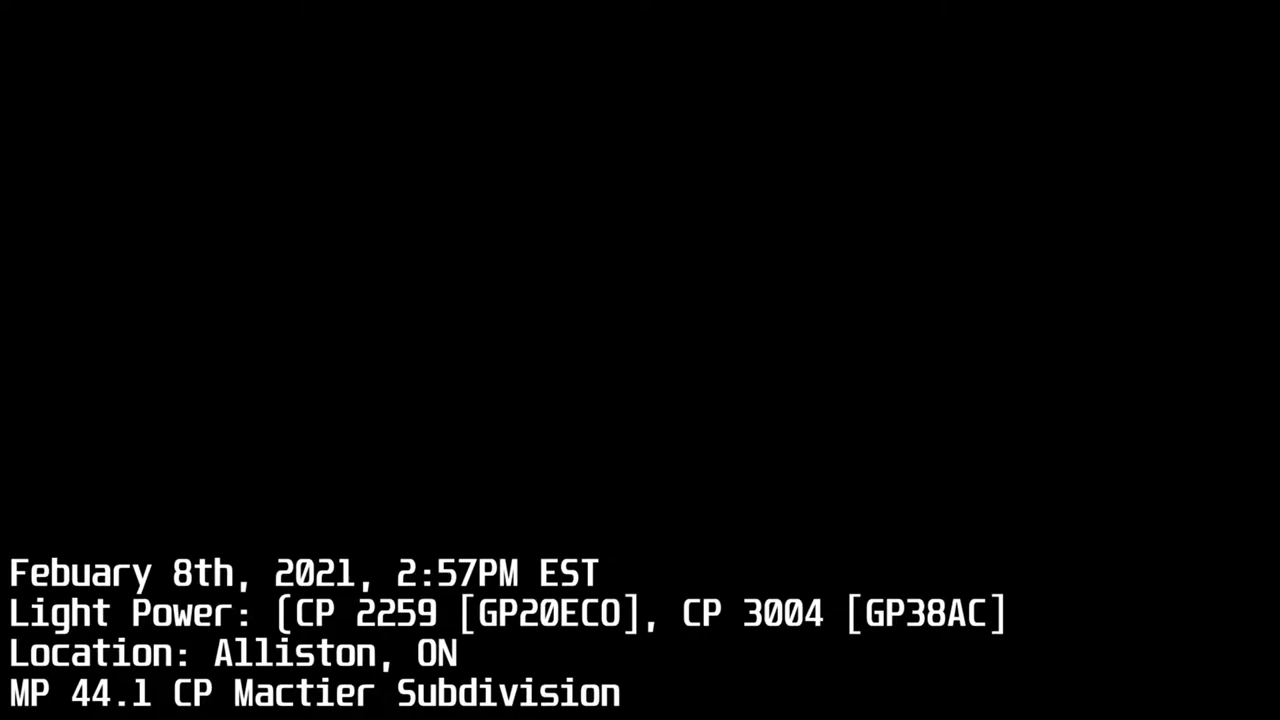 Febuary 8th, 2021, 2:57PM EST
Light Power: (CP 2259 [GP20ECO], CP 3004 [GP38AC]
Location: Alliston, ON
MP 44.1 CP Mactier Subdivision